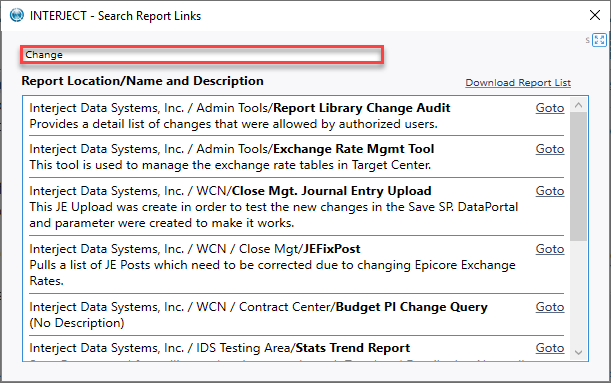 INTERJECT - Search Report Links
s
Change
Report Location/Name and Description
Download Report List
Interject Data Systems, Inc. / Admin Tools/Report Library Change Audit Goto
Provides a detail list of changes that were allowed by authorized users.
Interject Data Systems, Inc. / Admin Tools/Exchange Rate Mgmt Tool Goto
This tool is used to manage the exchange rate tables in Target Center.
Interject Data Systems, Inc. / WCN/Close Mgt. Journal Entry Upload Goto
This JE Upload was create in order to test the new changes in the Save SP. DataPortal
and parameter were created to make it works.
Interject Data Systems, Inc. / WCN / Close Mgt/JEFixPost Goto
Pulls a list of JE Posts which need to be corrected due to changing Epicore Exchange
Rates.
Interject Data Systems, Inc. / WCN / Contract Center/Budget PI Change Query Goto
(No Description)
Interject Data Systems, Inc. / IDS Testing Area/Stats Trend Report Goto